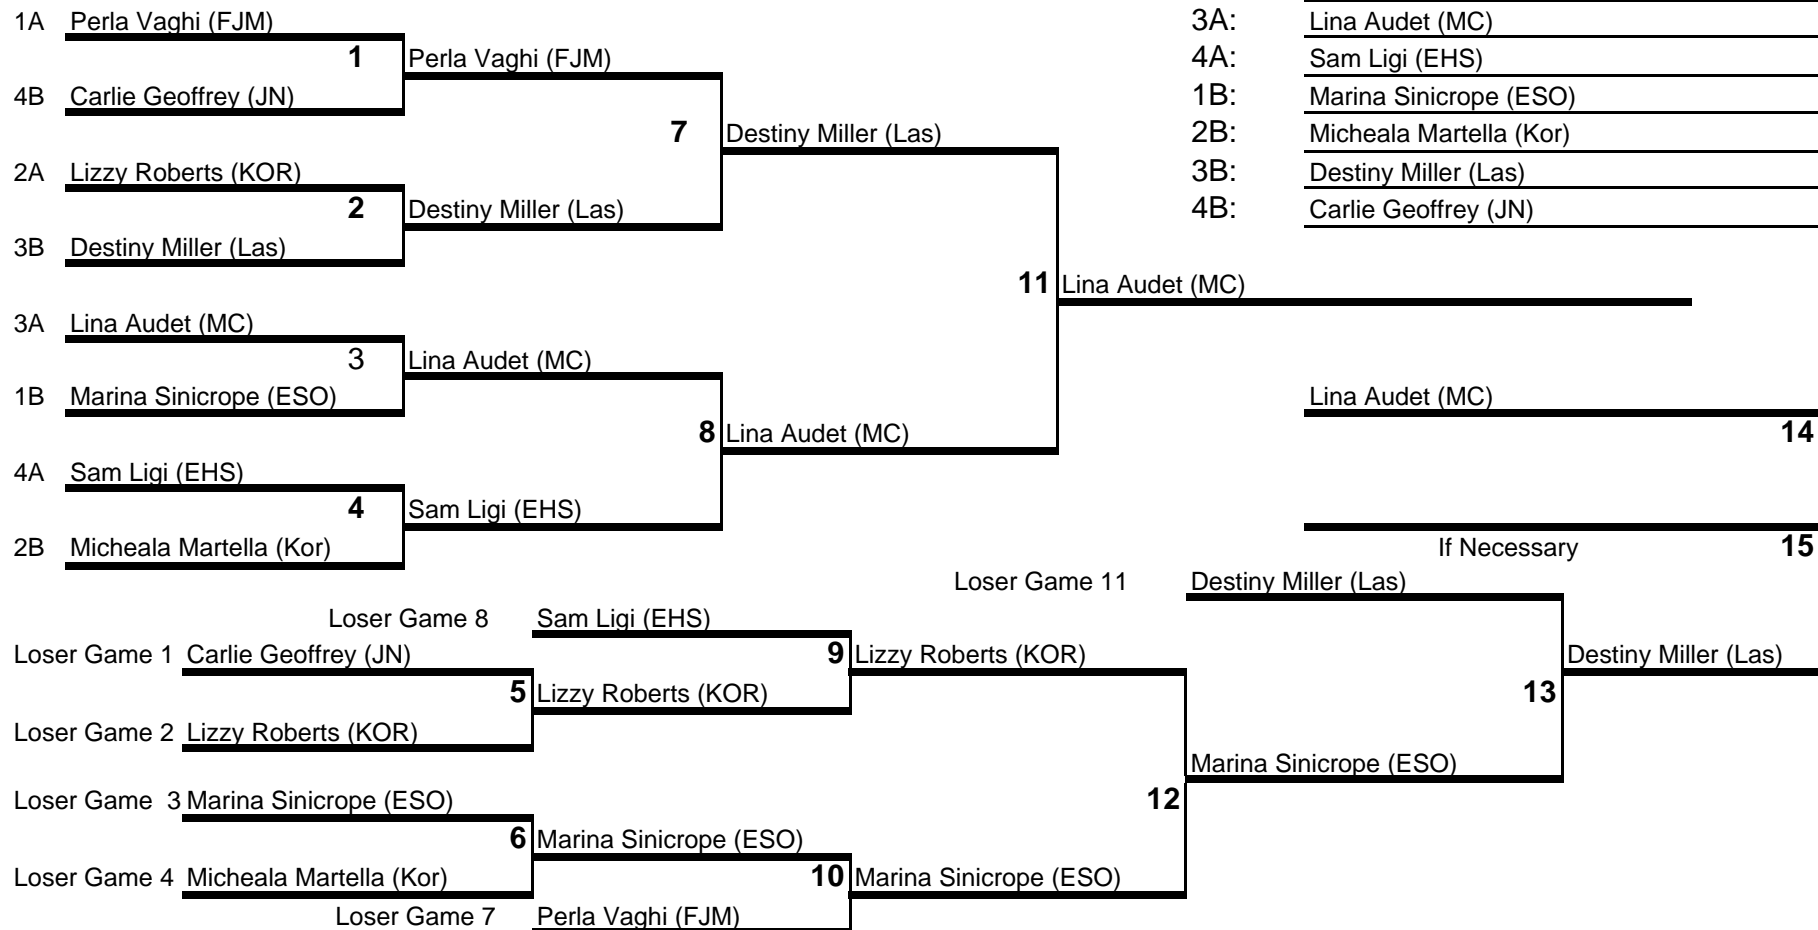 1A Perla Vaghi (FJM) 3A: Lina Audet (MC)
1 Perla Vaghi (FJM) 4A: Sam Ligi (EHS)
4B Carlie Geoffrey (JN) 1B: Marina Sinicrope (ESO)
7 Destiny Miller (Las) 2B: Micheala Martella (Kor)
2A Lizzy Roberts (KOR) 3B: Destiny Miller (Las)
2 Destiny Miller (Las) 4B: Carlie Geoffrey (JN)
3B Destiny Miller (Las)
11 Lina Audet (MC)
3A Lina Audet (MC)
3 Lina Audet (MC)
1B Marina Sinicrope (ESO) Lina Audet (MC)
8 Lina Audet (MC) 14
4A Sam Ligi (EHS)
4 Sam Ligi (EHS)
2B Micheala Martella (Kor) If Necessary 15
Loser Game 11 Destiny Miller (Las)
Loser Game 8 Sam Ligi (EHS)
Loser Game 1 Carlie Geoffrey (JN) 9 Lizzy Roberts (KOR) Destiny Miller (Las)
5 Lizzy Roberts (KOR) 13
Loser Game 2 Lizzy Roberts (KOR)
Marina Sinicrope (ESO)
Loser Game 3 Marina Sinicrope (ESO) 12
6 Marina Sinicrope (ESO)
Loser Game 4 Micheala Martella (Kor) 10 Marina Sinicrope (ESO)
Loser Game 7 Perla Vaghi (FJM)